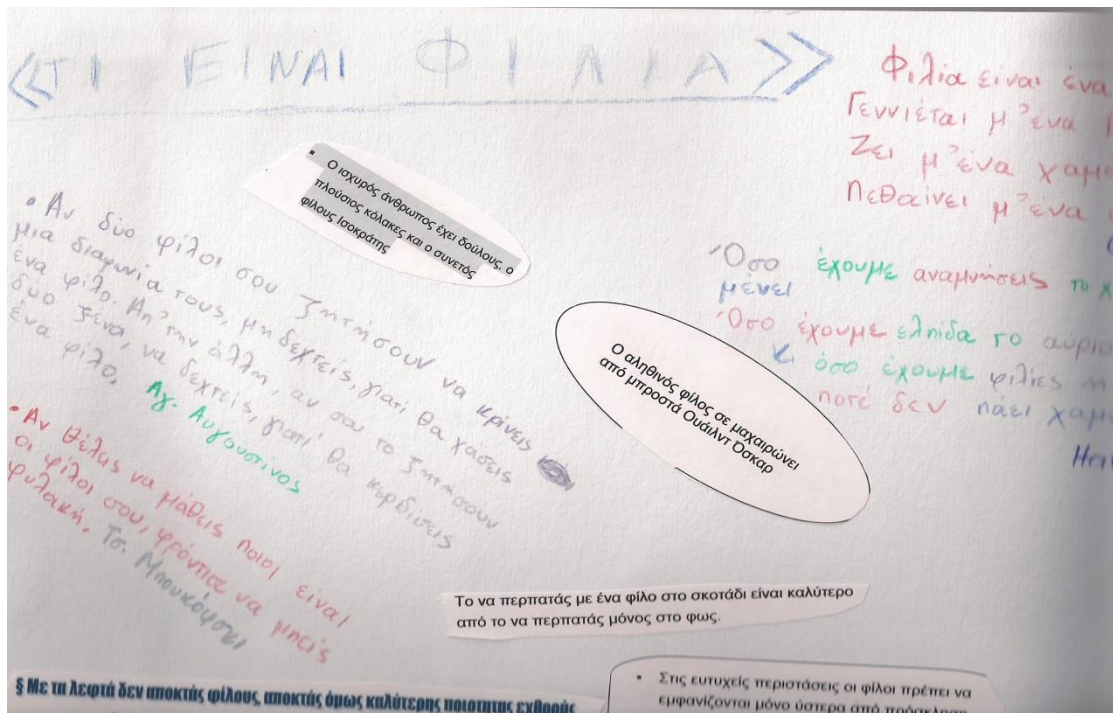 <<ΤΙ ΕΙΝΑΙ ΦΙΛΙΑ>>
Φιλία είναι ένα
Γεννιέται μ' ένα
Ζει μ' ένα
Πεθαίνει μ' ένα
▪ Ο ισχυρός άνθρωπος έχει δούλους, ο
πλούσιος κόλακες και ο συνετός
φίλους Ισοκράτης
• Αν δύο φίλοι σου ζητήσουν να κρίνεις
μια διαφωνία τους, μη δεχτείς, γιατί θα χάσεις
ένα φίλο. Απ' την άλλη, αν σου το ζητήσουν
δύο ξένα, να δεχτείς, γιατί θα κερδίσεις
ένα φίλο. Αγ. Αυγουστίνος
Όσο έχουμε αναμνήσεις το
μένει
Όσο έχουμε ελπίδα το
όσο έχουμε φιλίες
ποτέ δεν πάει
Ο αληθινός φίλος σε μαχαιρώνει
από μπροστά Ουάιλντ Όσκαρ
• Αν θέλεις να μάθεις ποιοι είναι
οι φίλοι σου, φρόντισε να μπεις
φυλακή. Τσ. Μπουκόφσκι
Το να περπατάς με ένα φίλο στο σκοτάδι είναι καλύτερο
από το να περπατάς μόνος στο φως.
§ Με τα λεφτά δεν αποκτάς φίλους, αποκτάς όμως καλύτερης ποιοτητας εχθρούς
• Στις ευτυχείς περιστάσεις οι φίλοι πρέπει να
εμφανίζονται μόνο ύστερα από πρόσκληση